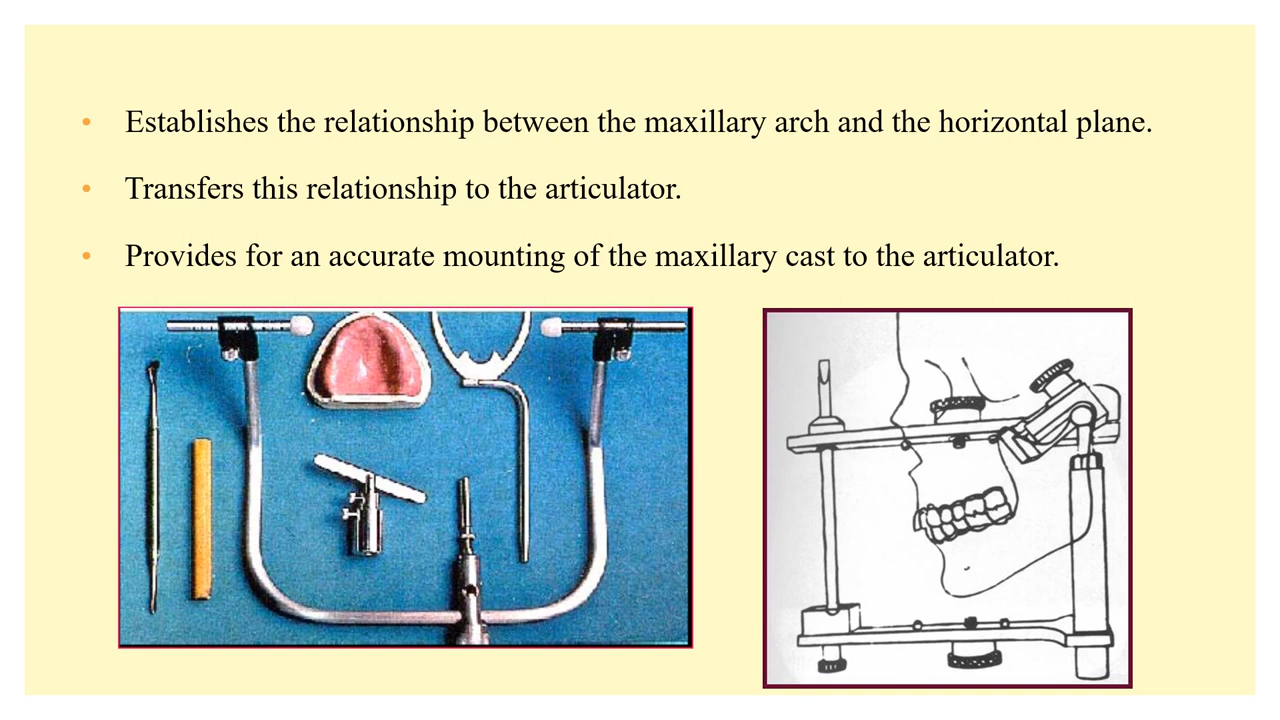 • Establishes the relationship between the maxillary arch and the horizontal plane.
• Transfers this relationship to the articulator.
• Provides for an accurate mounting of the maxillary cast to the articulator.